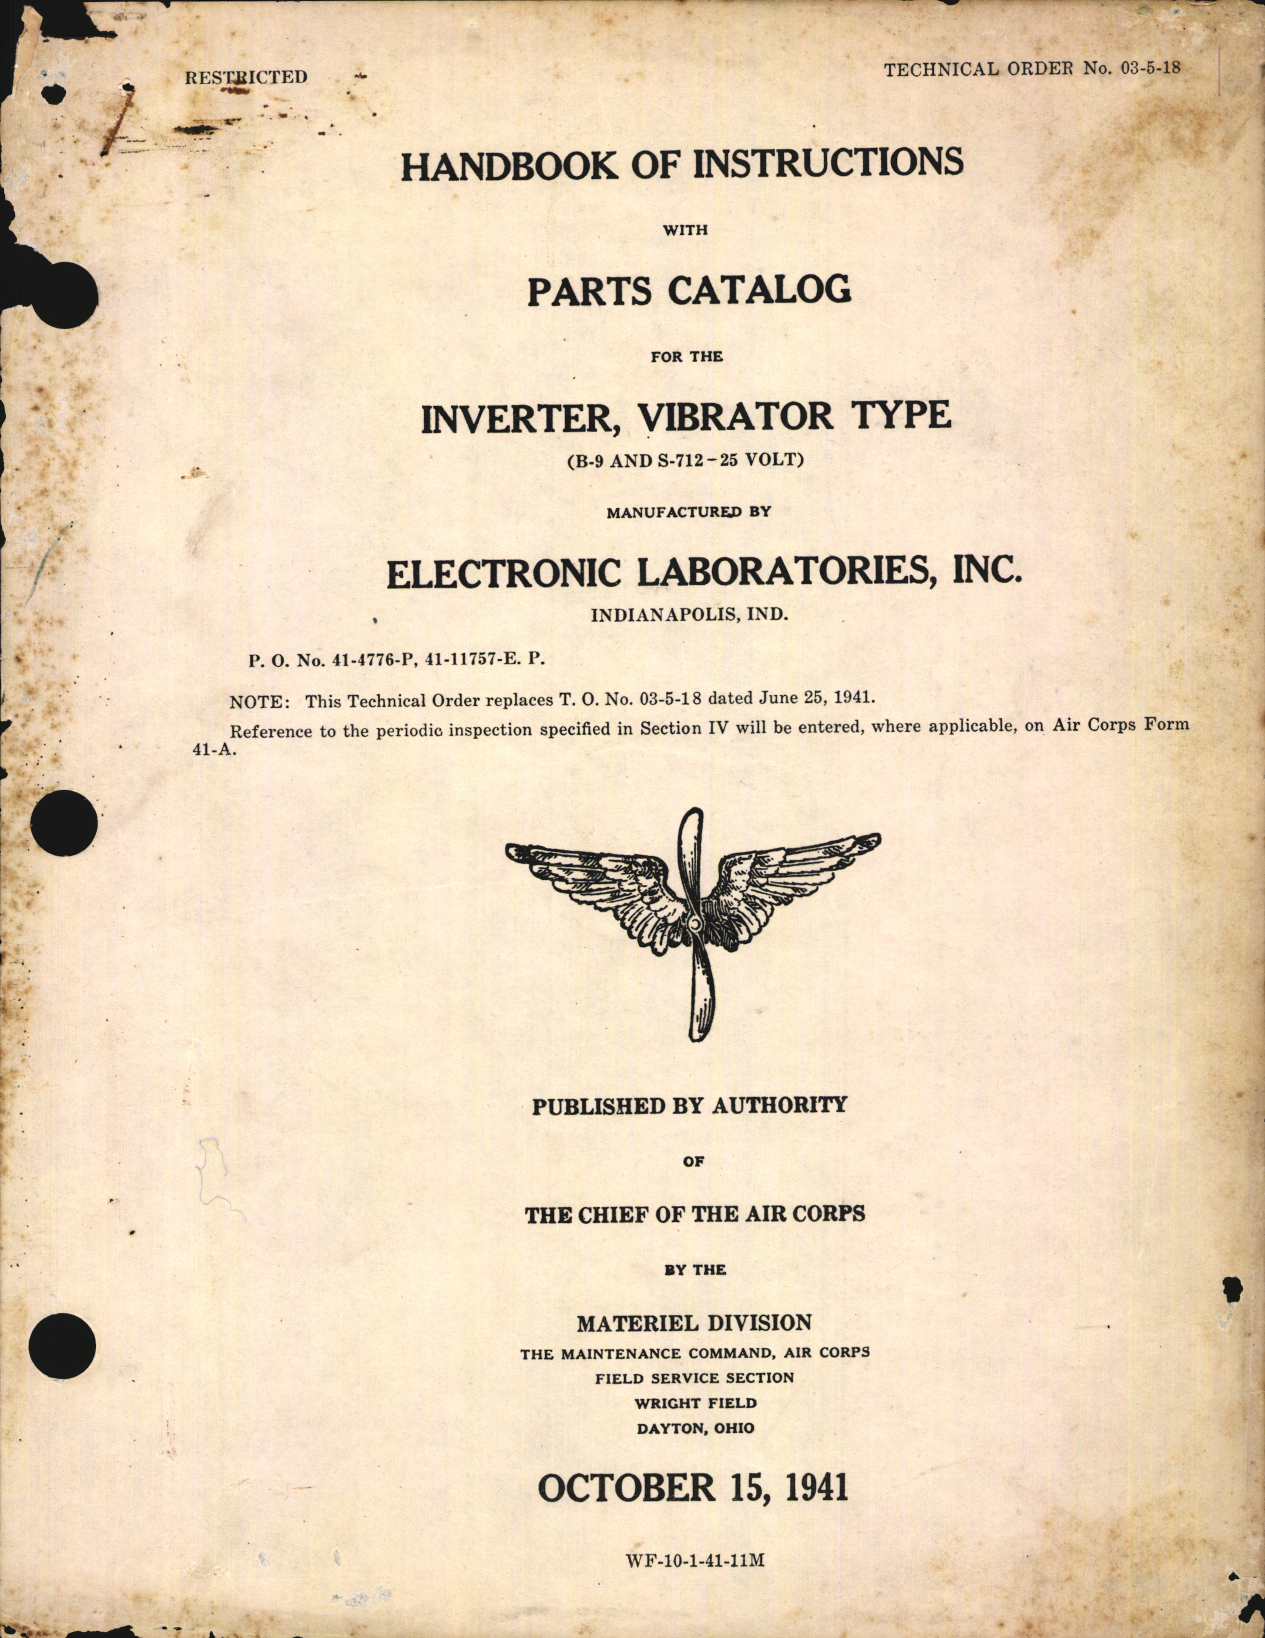 RESTRICTED
TECHNICAL ORDER No. 03-5-18
HANDBOOK OF INSTRUCTIONS
WITH
PARTS CATALOG
FOR THE
INVERTER, VIBRATOR TYPE
(B-9 AND S-712-25 VOLT)
MANUFACTURED BY
ELECTRONIC LABORATORIES, INC.
INDIANAPOLIS, IND.
P. O. No. 41-4776-P, 41-11757-E. P.
NOTE: This Technical Order replaces T. O. No. 03-5-18 dated June 25, 1941.
Reference to the periodic inspection specified in Section IV will be entered, where applicable, on Air Corps Form
41-A.
PUBLISHED BY AUTHORITY
OF
THE CHIEF OF THE AIR CORPS
BY THE
MATERIEL DIVISION
THE MAINTENANCE COMMAND, AIR CORPS
FIELD SERVICE SECTION
WRIGHT FIELD
DAYTON, OHIO
OCTOBER 15, 1941
WF-10-1-41-11M